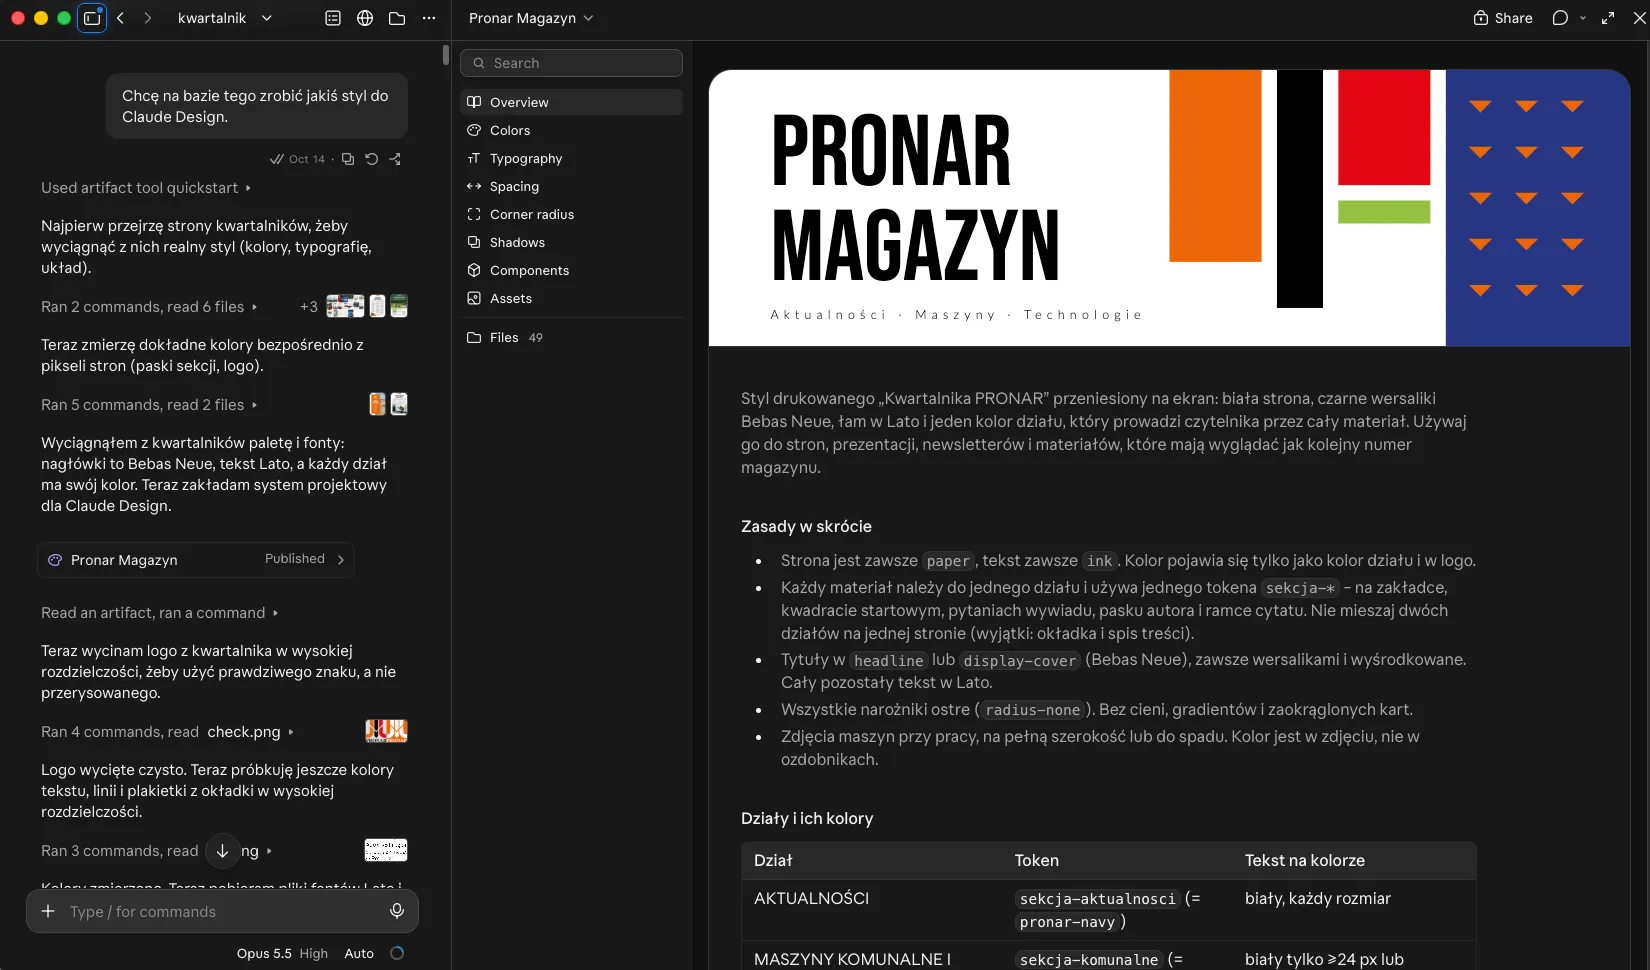 kwartalnik
Pronar Magazyn
Share
Chcę na bazie tego zrobić jakiś styl do
Claude Design.
Oct 14 ·
Used artifact tool quickstart
Najpierw przejrzę strony kwartalników, żeby
wyciągnąć z nich realny styl (kolory, typografię,
układ).
Ran 2 commands, read 6 files
+3
Teraz zmierzę dokładne kolory bezpośrednio z
pikseli stron (paski sekcji, logo).
Ran 5 commands, read 2 files
Wyciągnąłem z kwartalników paletę i fonty:
nagłówki to Bebas Neue, tekst Lato, a każdy dział
ma swój kolor. Teraz zakładam system projektowy
dla Claude Design.
Pronar Magazyn
Published
Read an artifact, ran a command
Teraz wycinam logo z kwartalnika w wysokiej
rozdzielczości, żeby użyć prawdziwego znaku, a nie
przerysowanego.
Ran 4 commands, read check.png
Logo wycięte czysto. Teraz próbkuję jeszcze kolory
tekstu, linii i plakietki z okładki w wysokiej
rozdzielczości.
Ran 3 commands, read
ng
Kolory zmierzone. Teraz pobieram pliki fontów Lato i
Type / for commands
Opus 5.5 High Auto
Search
Overview
Colors
Typography
Spacing
Corner radius
Shadows
Components
Assets
Files 49
PRONAR
MAGAZYN
Aktualności · Maszyny · Technologie
Styl drukowanego „Kwartalnika PRONAR” przeniesiony na ekran: biała strona, czarne wersaliki
Bebas Neue, łam w Lato i jeden kolor działu, który prowadzi czytelnika przez cały materiał. Używaj
go do stron, prezentacji, newsletterów i materiałów, które mają wyglądać jak kolejny numer
magazynu.
Zasady w skrócie
• Strona jest zawsze paper, tekst zawsze ink. Kolor pojawia się tylko jako kolor działu i w logo.
• Każdy materiał należy do jednego działu i używa jednego tokena sekcja-* – na zakładce,
kwadracie startowym, pytaniach wywiadu, pasku autora i ramce cytatu. Nie mieszaj dwóch
działów na jednej stronie (wyjątki: okładka i spis treści).
• Tytuły w headline lub display-cover (Bebas Neue), zawsze wersalikami i wyśrodkowane.
Cały pozostały tekst w Lato.
• Wszystkie narożniki ostre (radius-none). Bez cieni, gradientów i zaokrąglonych kart.
• Zdjęcia maszyn przy pracy, na pełną szerokość lub do spadu. Kolor jest w zdjęciu, nie w
ozdobnikach.
Działy i ich kolory
Dział Token Tekst na kolorze
AKTUALNOŚCI sekcja-aktualnosci (= biały, każdy rozmiar
pronar-navy)
MASZYNY KOMUNALNE I sekcja-komunalne (= biały tylko ≥24 px lub